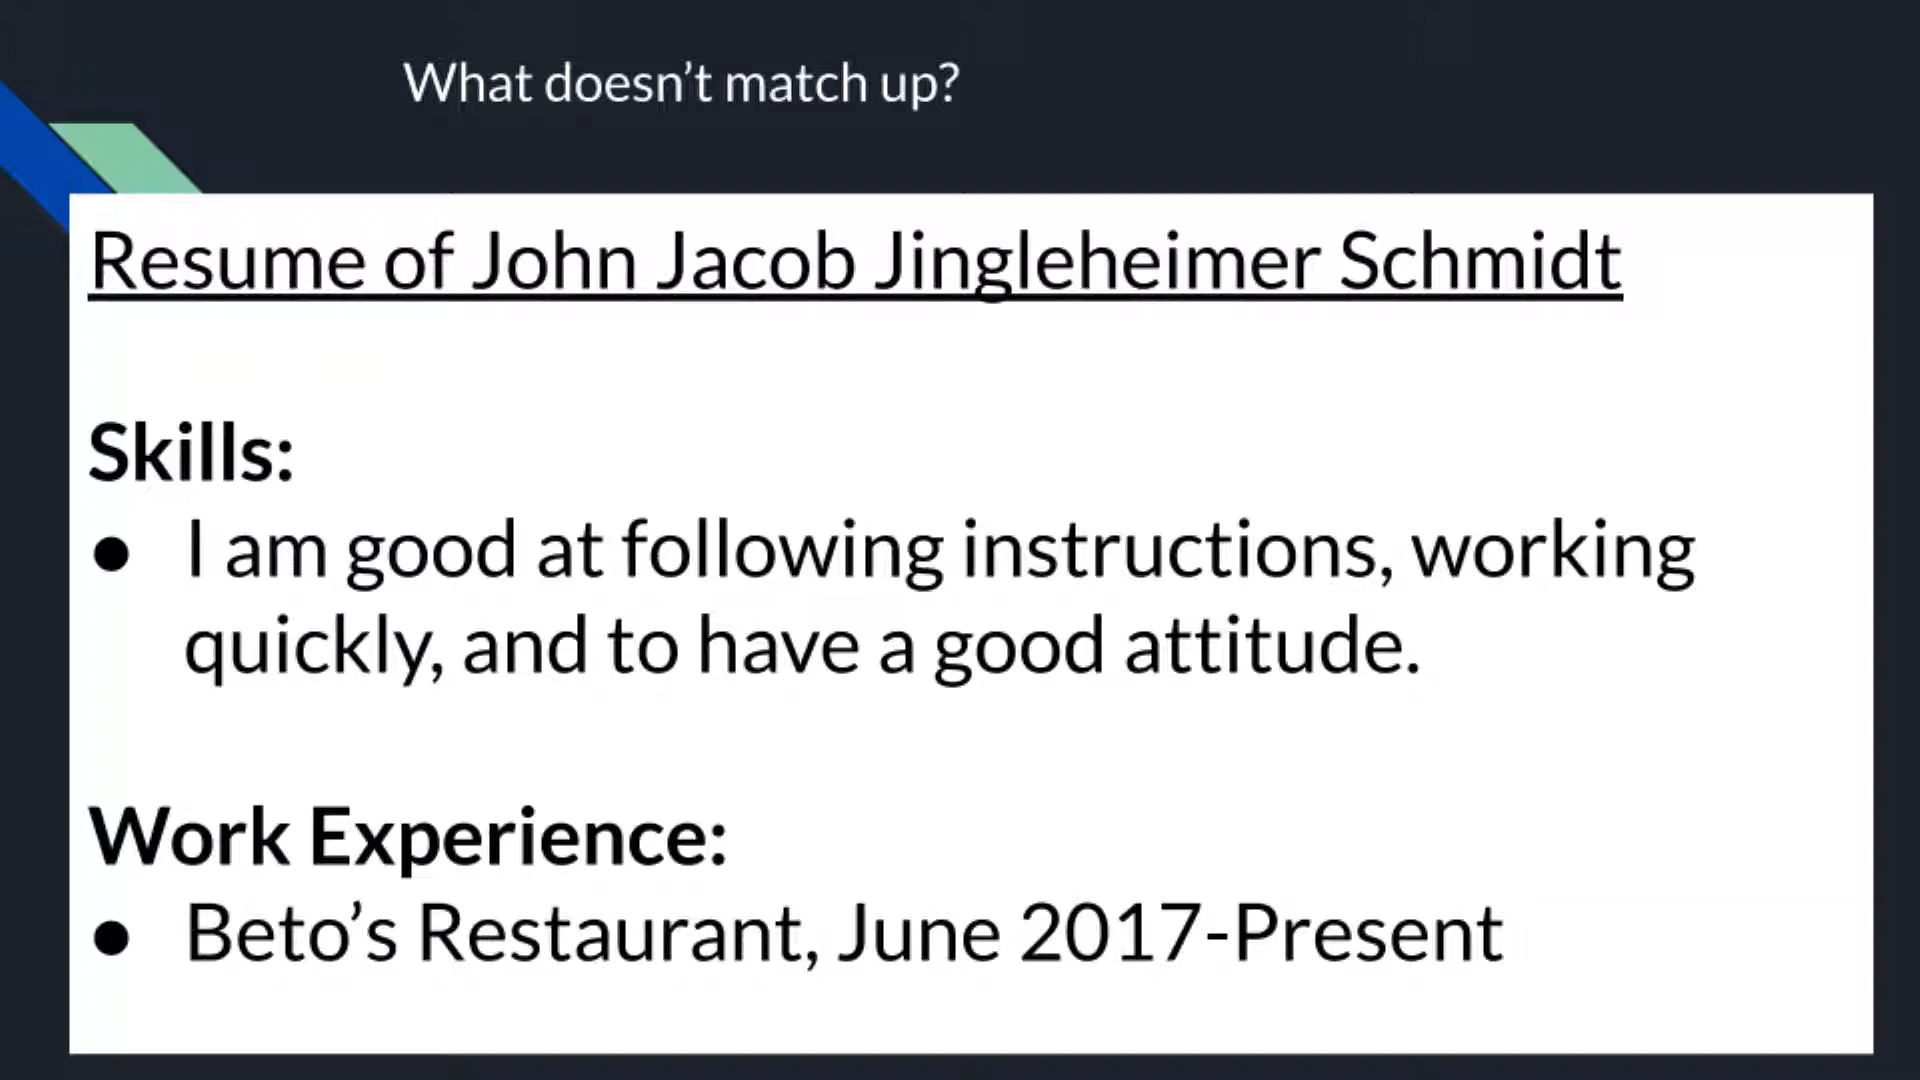 What doesn’t match up?
Resume of John Jacob Jingleheimer Schmidt
Skills:
● I am good at following instructions, working
quickly, and to have a good attitude.
Work Experience:
● Beto’s Restaurant, June 2017-Present